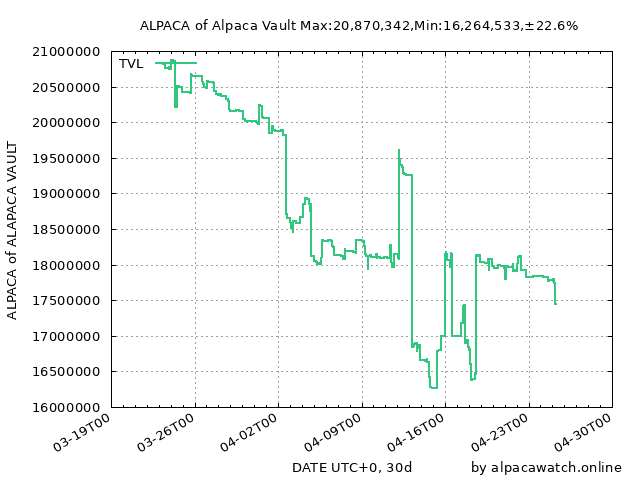 ALPACA of Alpaca Vault Max:20,870,342,Min:16,264,533,±22.6%
21000000
TVL
20500000
20000000
19500000
19000000
18500000
18000000
17500000
17000000
16500000
16000000
ALPACA of ALAPACA VAULT
03-19T00
03-26T00
04-02T00
04-09T00
04-16T00
04-23T00
04-30T00
DATE UTC+0, 30d
by alpacawatch.online